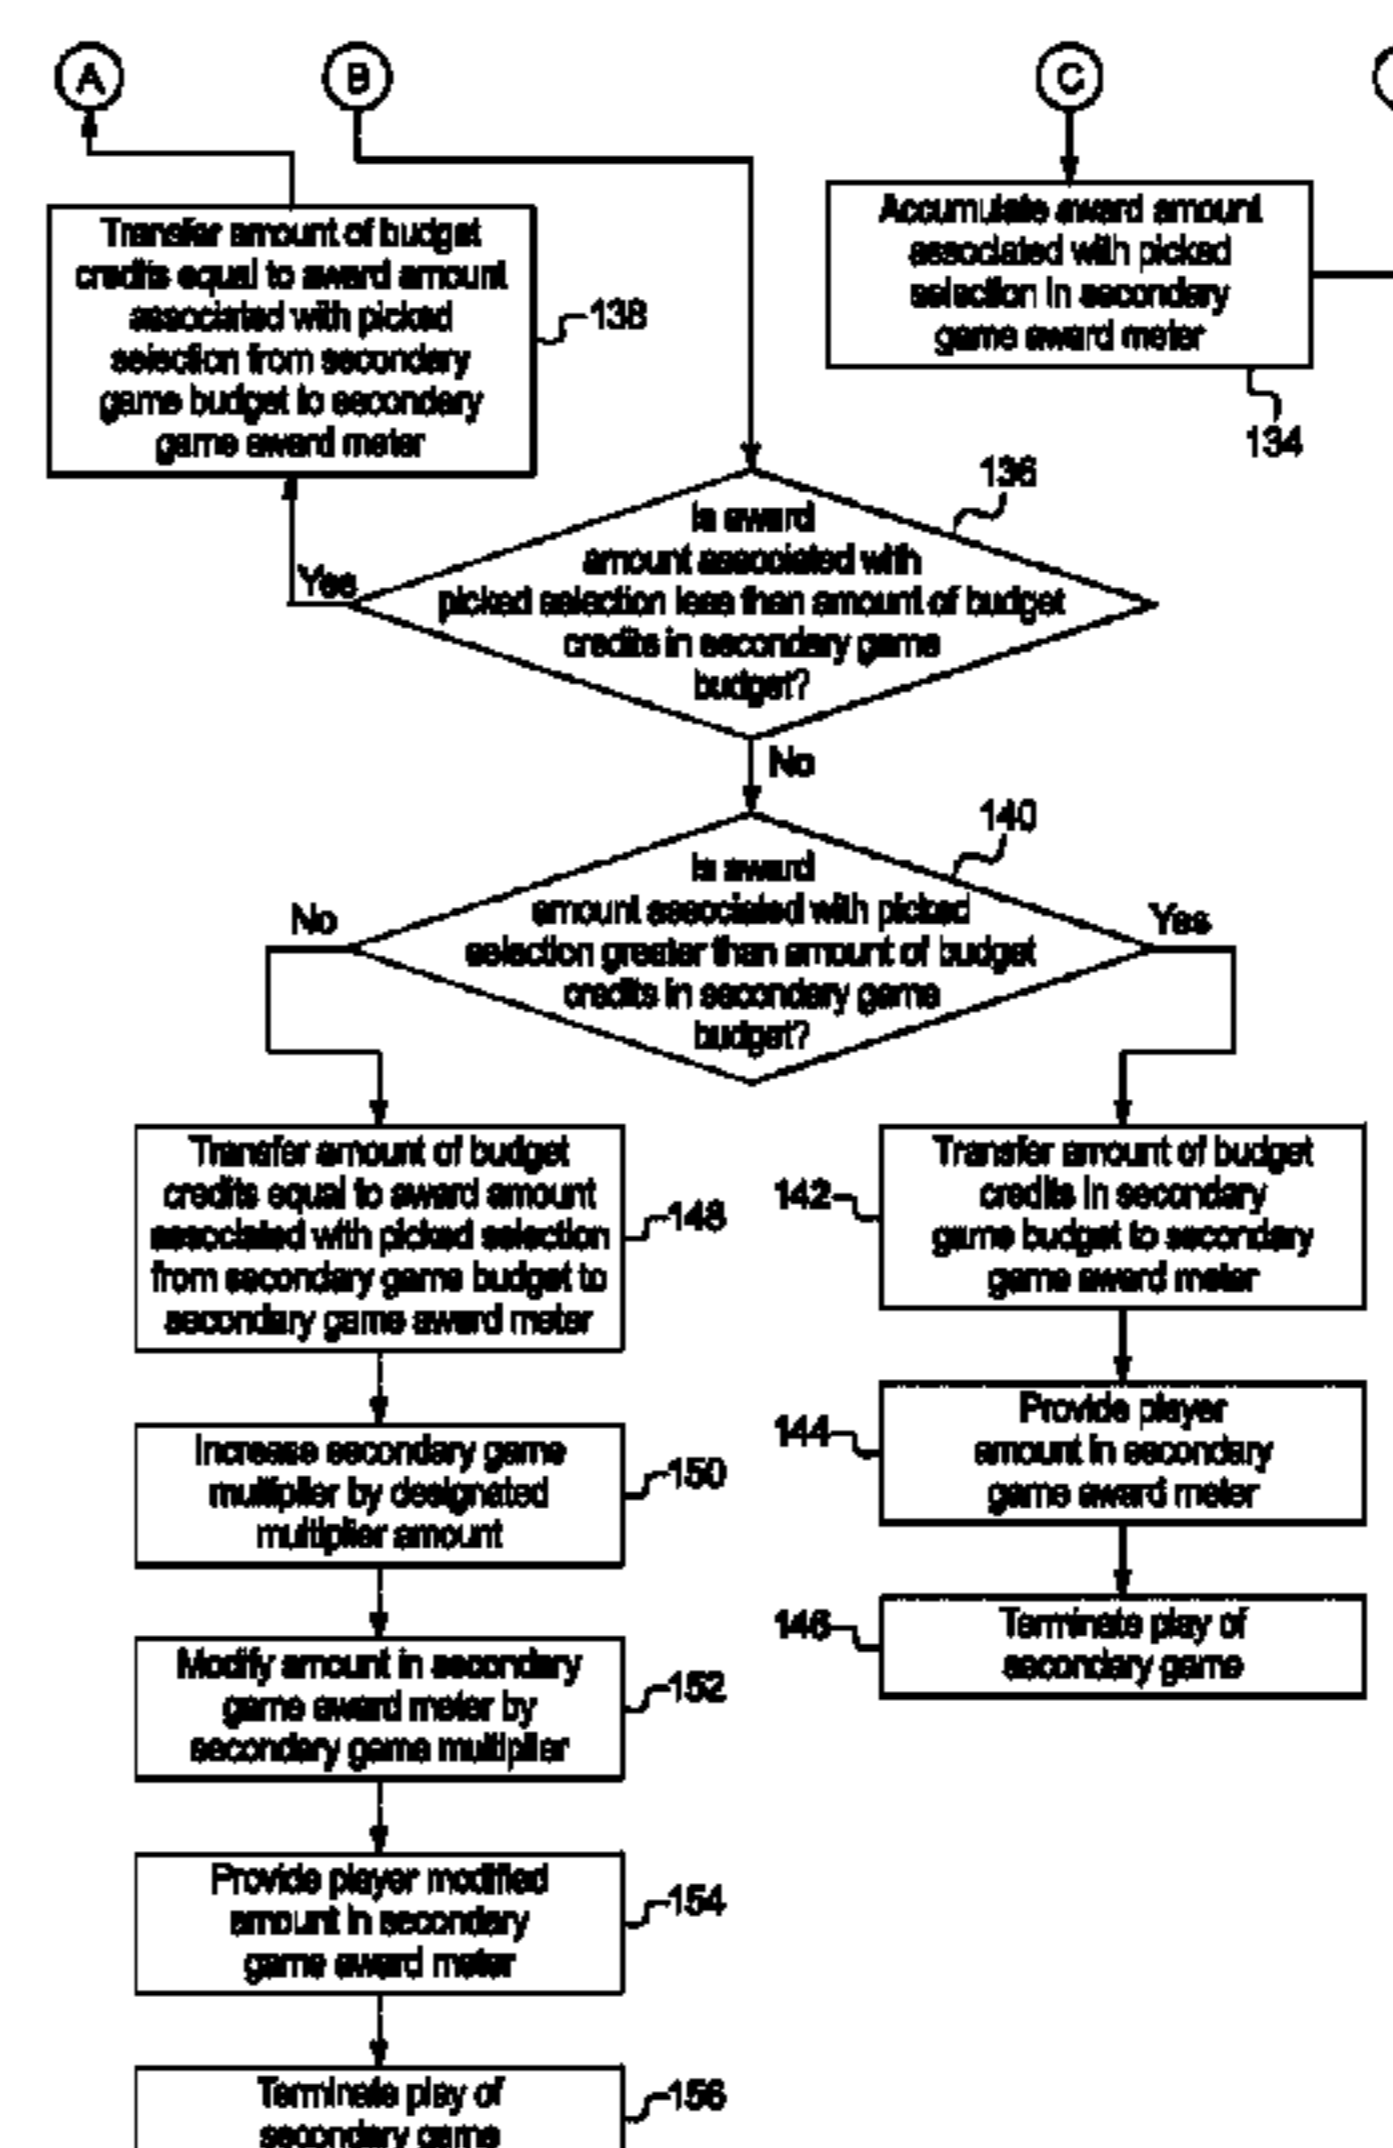 A
B
C
Transfer amount of budget
credits equal to award amount
associated with picked
selection from secondary
game budget to secondary
game award meter
138
Accumulate award amount
associated with picked
selection in secondary
game award meter
134
136
Is award
amount associated with
picked selection less than amount of budget
credits in secondary game
budget?
Yes
No
140
Is award
amount associated with picked
selection greater than amount of budget
credits in secondary game
budget?
No
Yes
Transfer amount of budget
credits equal to award amount
associated with picked selection
from secondary game budget to
secondary game award meter
148
142
Transfer amount of budget
credits in secondary
game budget to secondary
game award meter
Increase secondary game
multiplier by designated
multiplier amount
150
144
Provide player
amount in secondary
game award meter
146
Terminate play of
secondary game
Modify amount in secondary
game award meter by
secondary game multiplier
152
Provide player modified
amount in secondary
game award meter
154
Terminate play of
secondary game
156